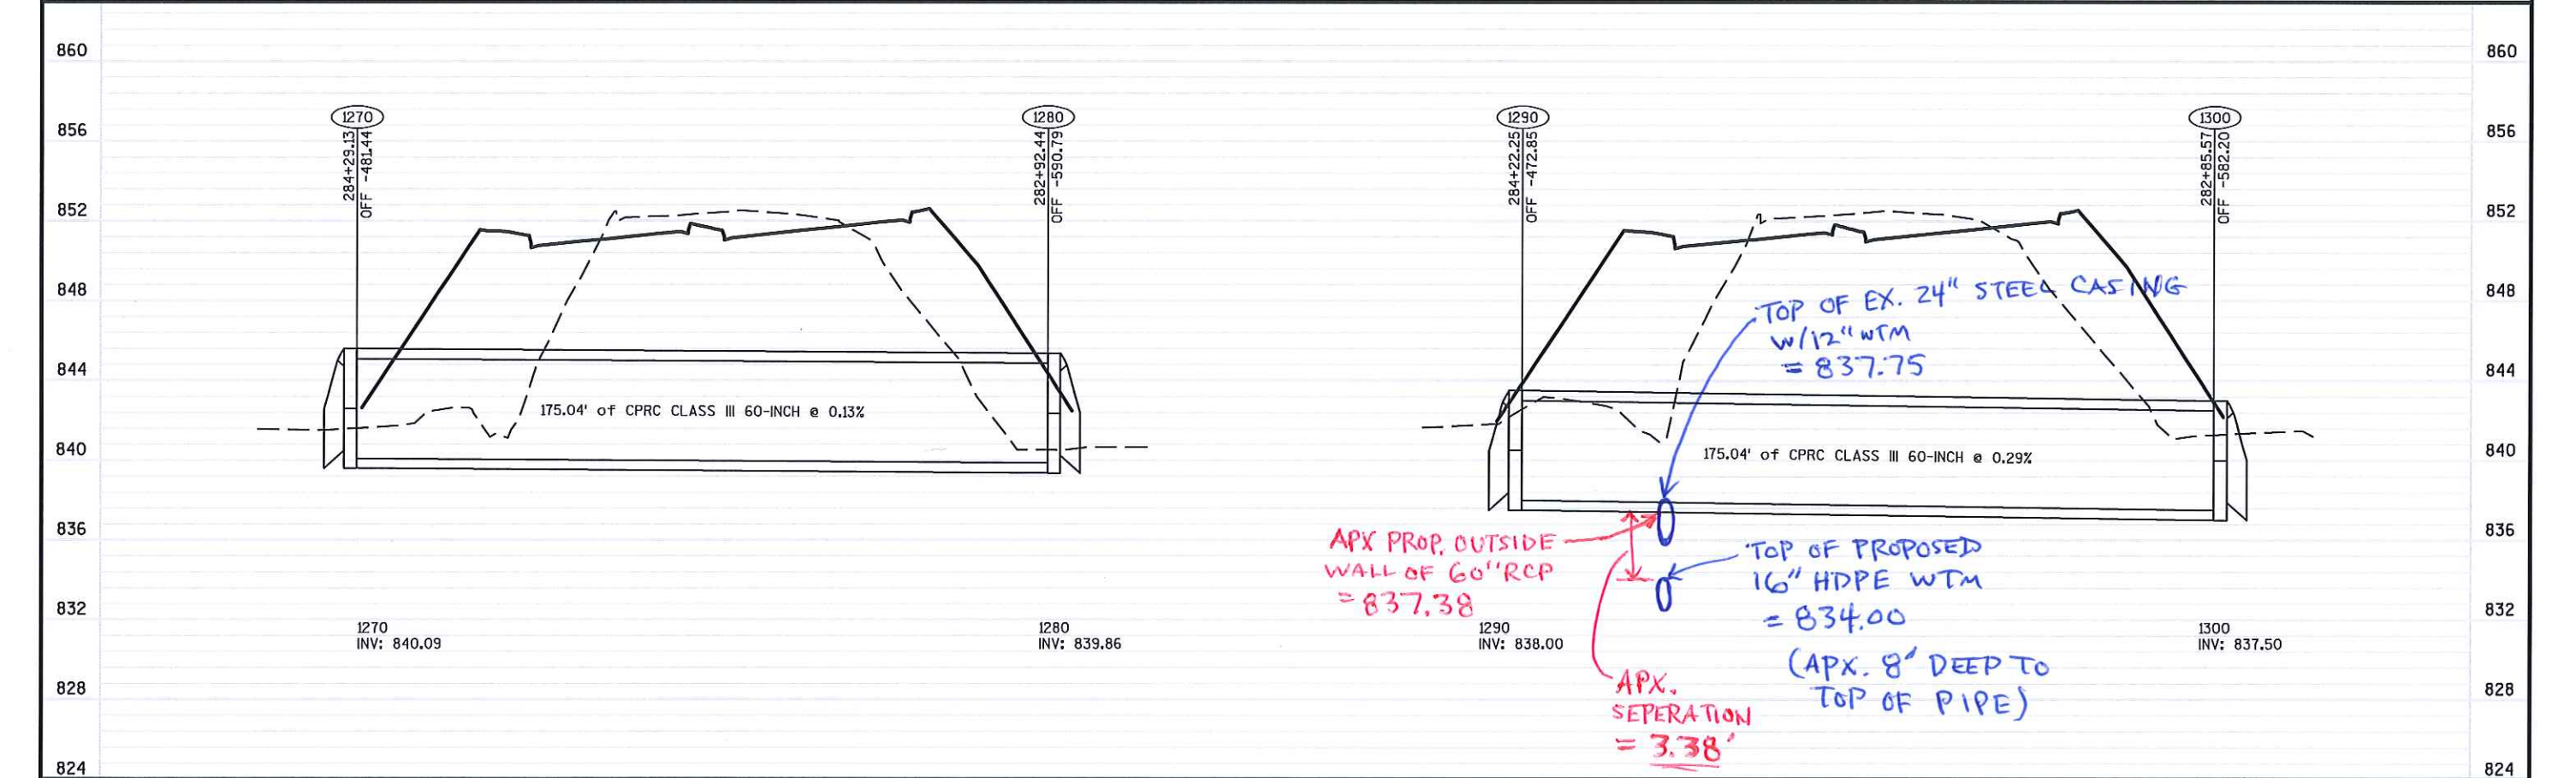 860
856
852
848
844
840
836
832
828
824
1270
284+29.13
OFF -481.44
1280
282+92.44
OFF -590.79
175.04' of CPRC CLASS III 60-INCH @ 0.13%
1270
INV: 840.09
1280
INV: 839.86
1290
284+22.25
OFF -472.85
1300
282+85.57
OFF -582.20
TOP OF EX. 24" STEEL CASING
W/12" WTM
= 837.75
175.04' of CPRC CLASS III 60-INCH @ 0.29%
APX PROP. OUTSIDE
WALL OF 60" RCP
= 837.38
TOP OF PROPOSED
16" HDPE WTM
= 834.00
(APX. 8' DEEP TO
TOP OF PIPE)
APX.
SEPERATION
= 3.38'
1290
INV: 838.00
1300
INV: 837.50
860
856
852
848
844
840
836
832
828
824